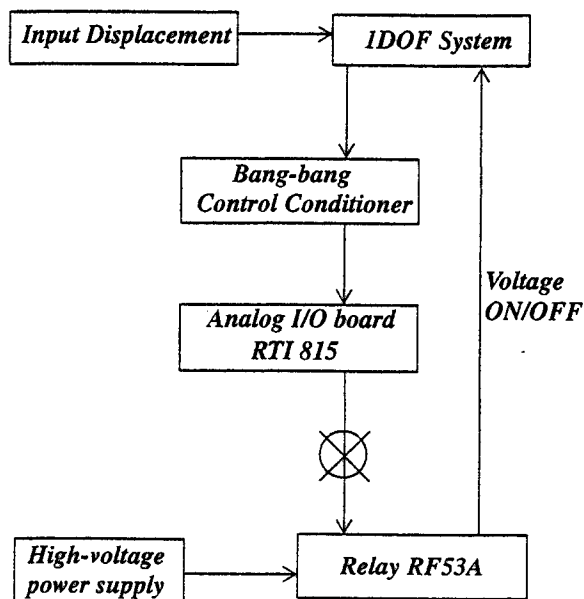 Input Displacement
1DOF System
Bang-bang
Control Conditioner
Voltage
ON/OFF
Analog I/O board
RTI 815
High-voltage
power supply
Relay RF53A